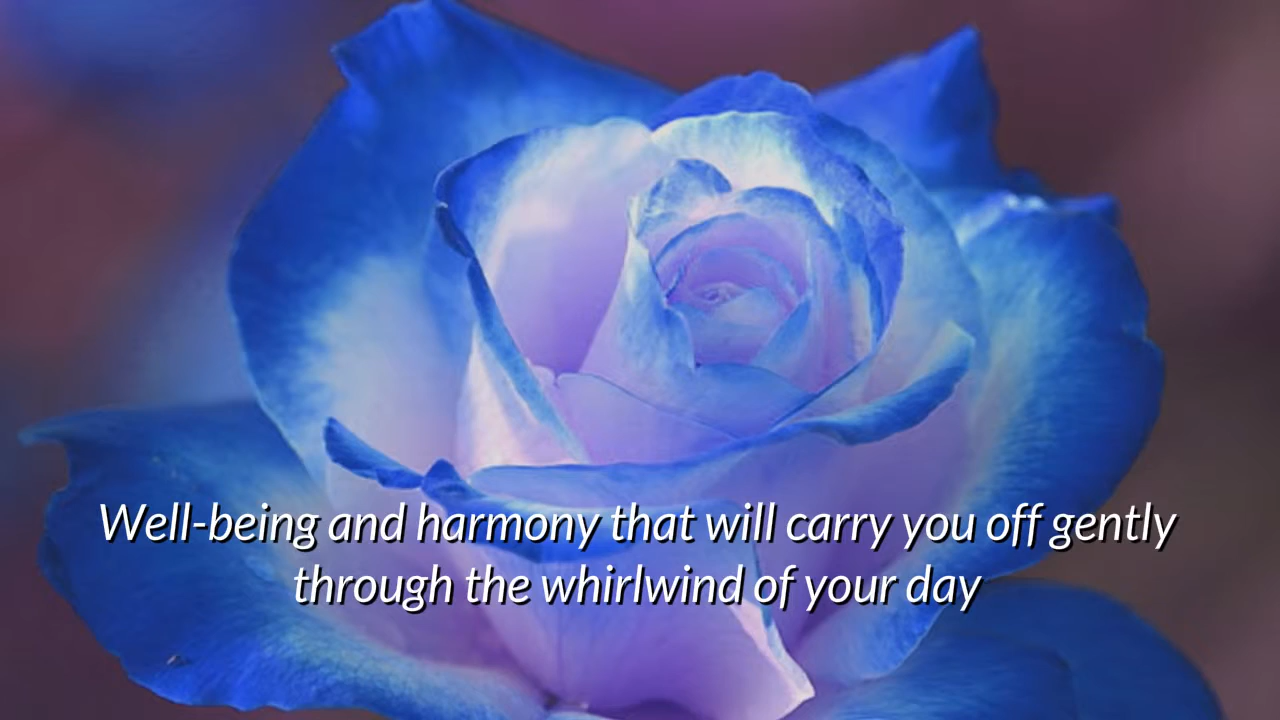 Well-being and harmony that will carry you off gently
through the whirlwind of your day